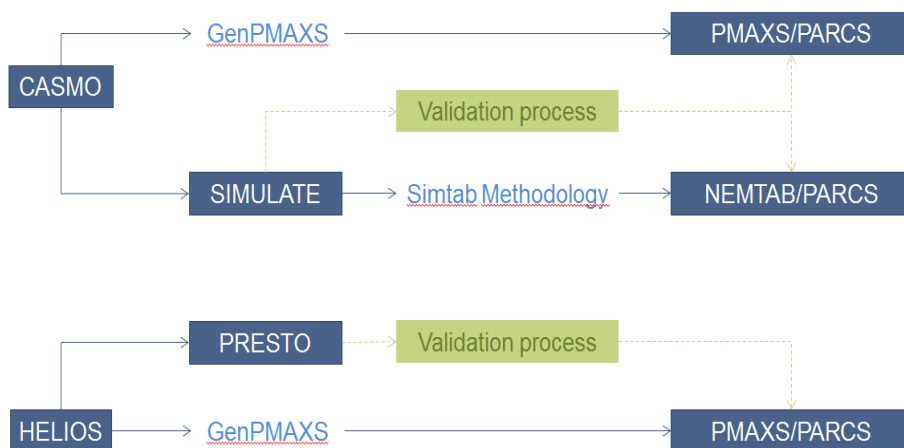 GenPMAXS
PMAXS/PARCS
CASMO
Validation process
SIMULATE
Simtab Methodology
NEMTAB/PARCS
PRESTO
Validation process
HELIOS
GenPMAXS
PMAXS/PARCS